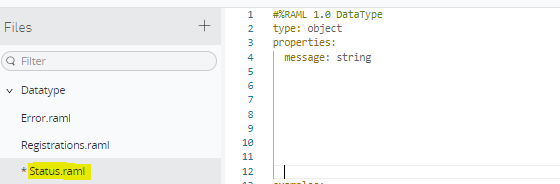 Files
Filter
Datatype
Error.raml
Registrations.raml
* Status.raml
1 #%RAML 1.0 DataType
2 type: object
3 properties:
4 message: string
5
6
7
8
9
10
11
12